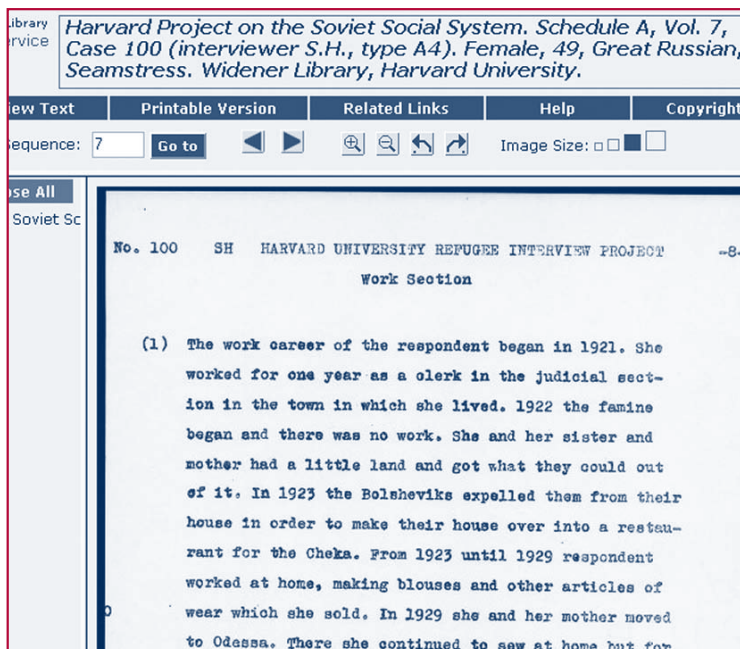 Library
ervice
Harvard Project on the Soviet Social System. Schedule A, Vol. 7,
Case 100 (interviewer S.H., type A4). Female, 49, Great Russian,
Seamstress. Widener Library, Harvard University.
iew Text Printable Version Related Links Help Copyright
equence: 7 Go to Image Size:
ose All
Soviet Sc
No. 100 SH HARVARD UNIVERSITY REFUGEE INTERVIEW PROJECT -8-
Work Section
(1) The work career of the respondent began in 1921. She
worked for one year as a clerk in the judicial sect-
ion in the town in which she lived. 1922 the famine
began and there was no work. She and her sister and
mother had a little land and got what they could out
of it. In 1923 the Bolsheviks expelled them from their
house in order to make their house over into a restau-
rant for the Cheka. From 1923 until 1929 respondent
worked at home, making blouses and other articles of
wear which she sold. In 1929 she and her mother moved
to Odessa. There she continued to sew at home but for